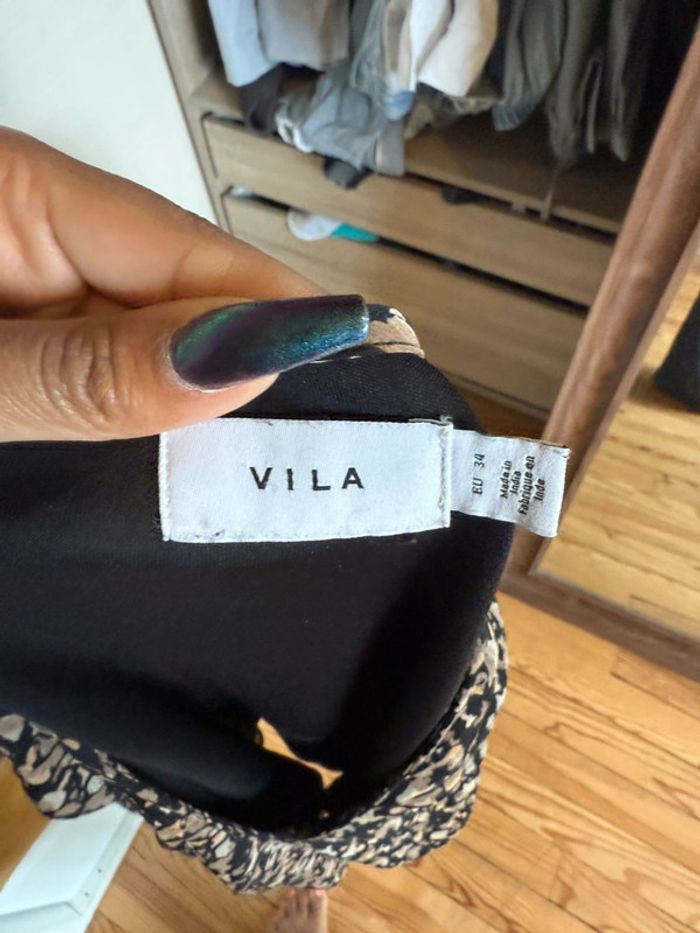 VILA
EU 34
Made in
India
Fabriqué en
Inde